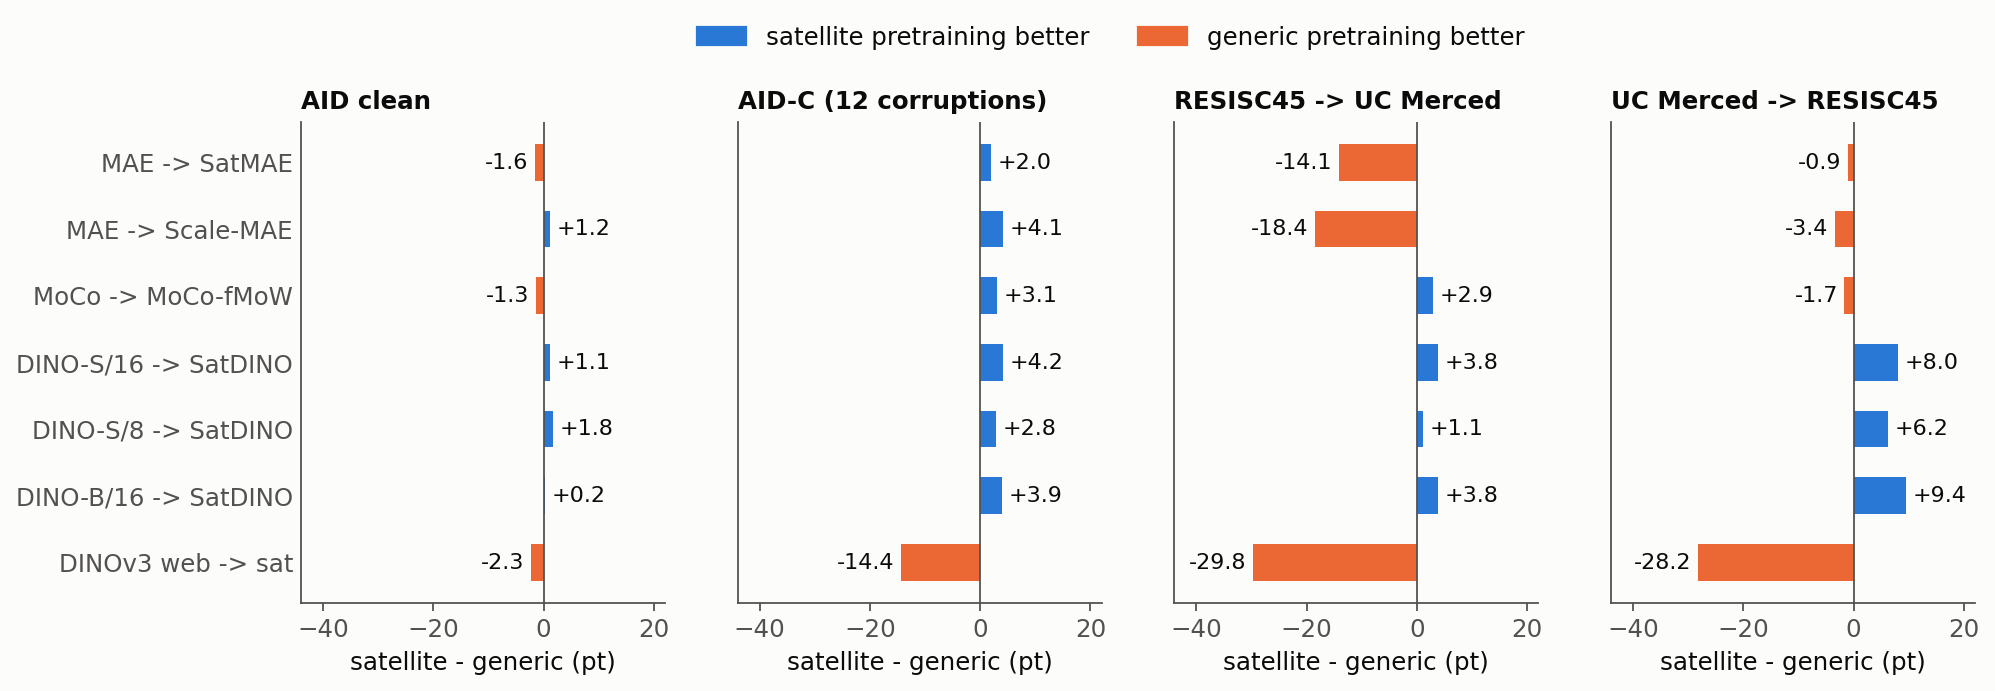 satellite pretraining better
generic pretraining better
AID clean
AID-C (12 corruptions)
RESISC45 -> UC Merced
UC Merced -> RESISC45
MAE -> SatMAE
-1.6
+2.0
-14.1
-0.9
MAE -> Scale-MAE
+1.2
+4.1
-18.4
-3.4
MoCo -> MoCo-fMoW
-1.3
+3.1
+2.9
-1.7
DINO-S/16 -> SatDINO
+1.1
+4.2
+3.8
+8.0
DINO-S/8 -> SatDINO
+1.8
+2.8
+1.1
+6.2
DINO-B/16 -> SatDINO
+0.2
+3.9
+3.8
+9.4
DINOv3 web -> sat
-2.3
-14.4
-29.8
-28.2
−40 −20 0 20
−40 −20 0 20
−40 −20 0 20
−40 −20 0 20
satellite - generic (pt)
satellite - generic (pt)
satellite - generic (pt)
satellite - generic (pt)